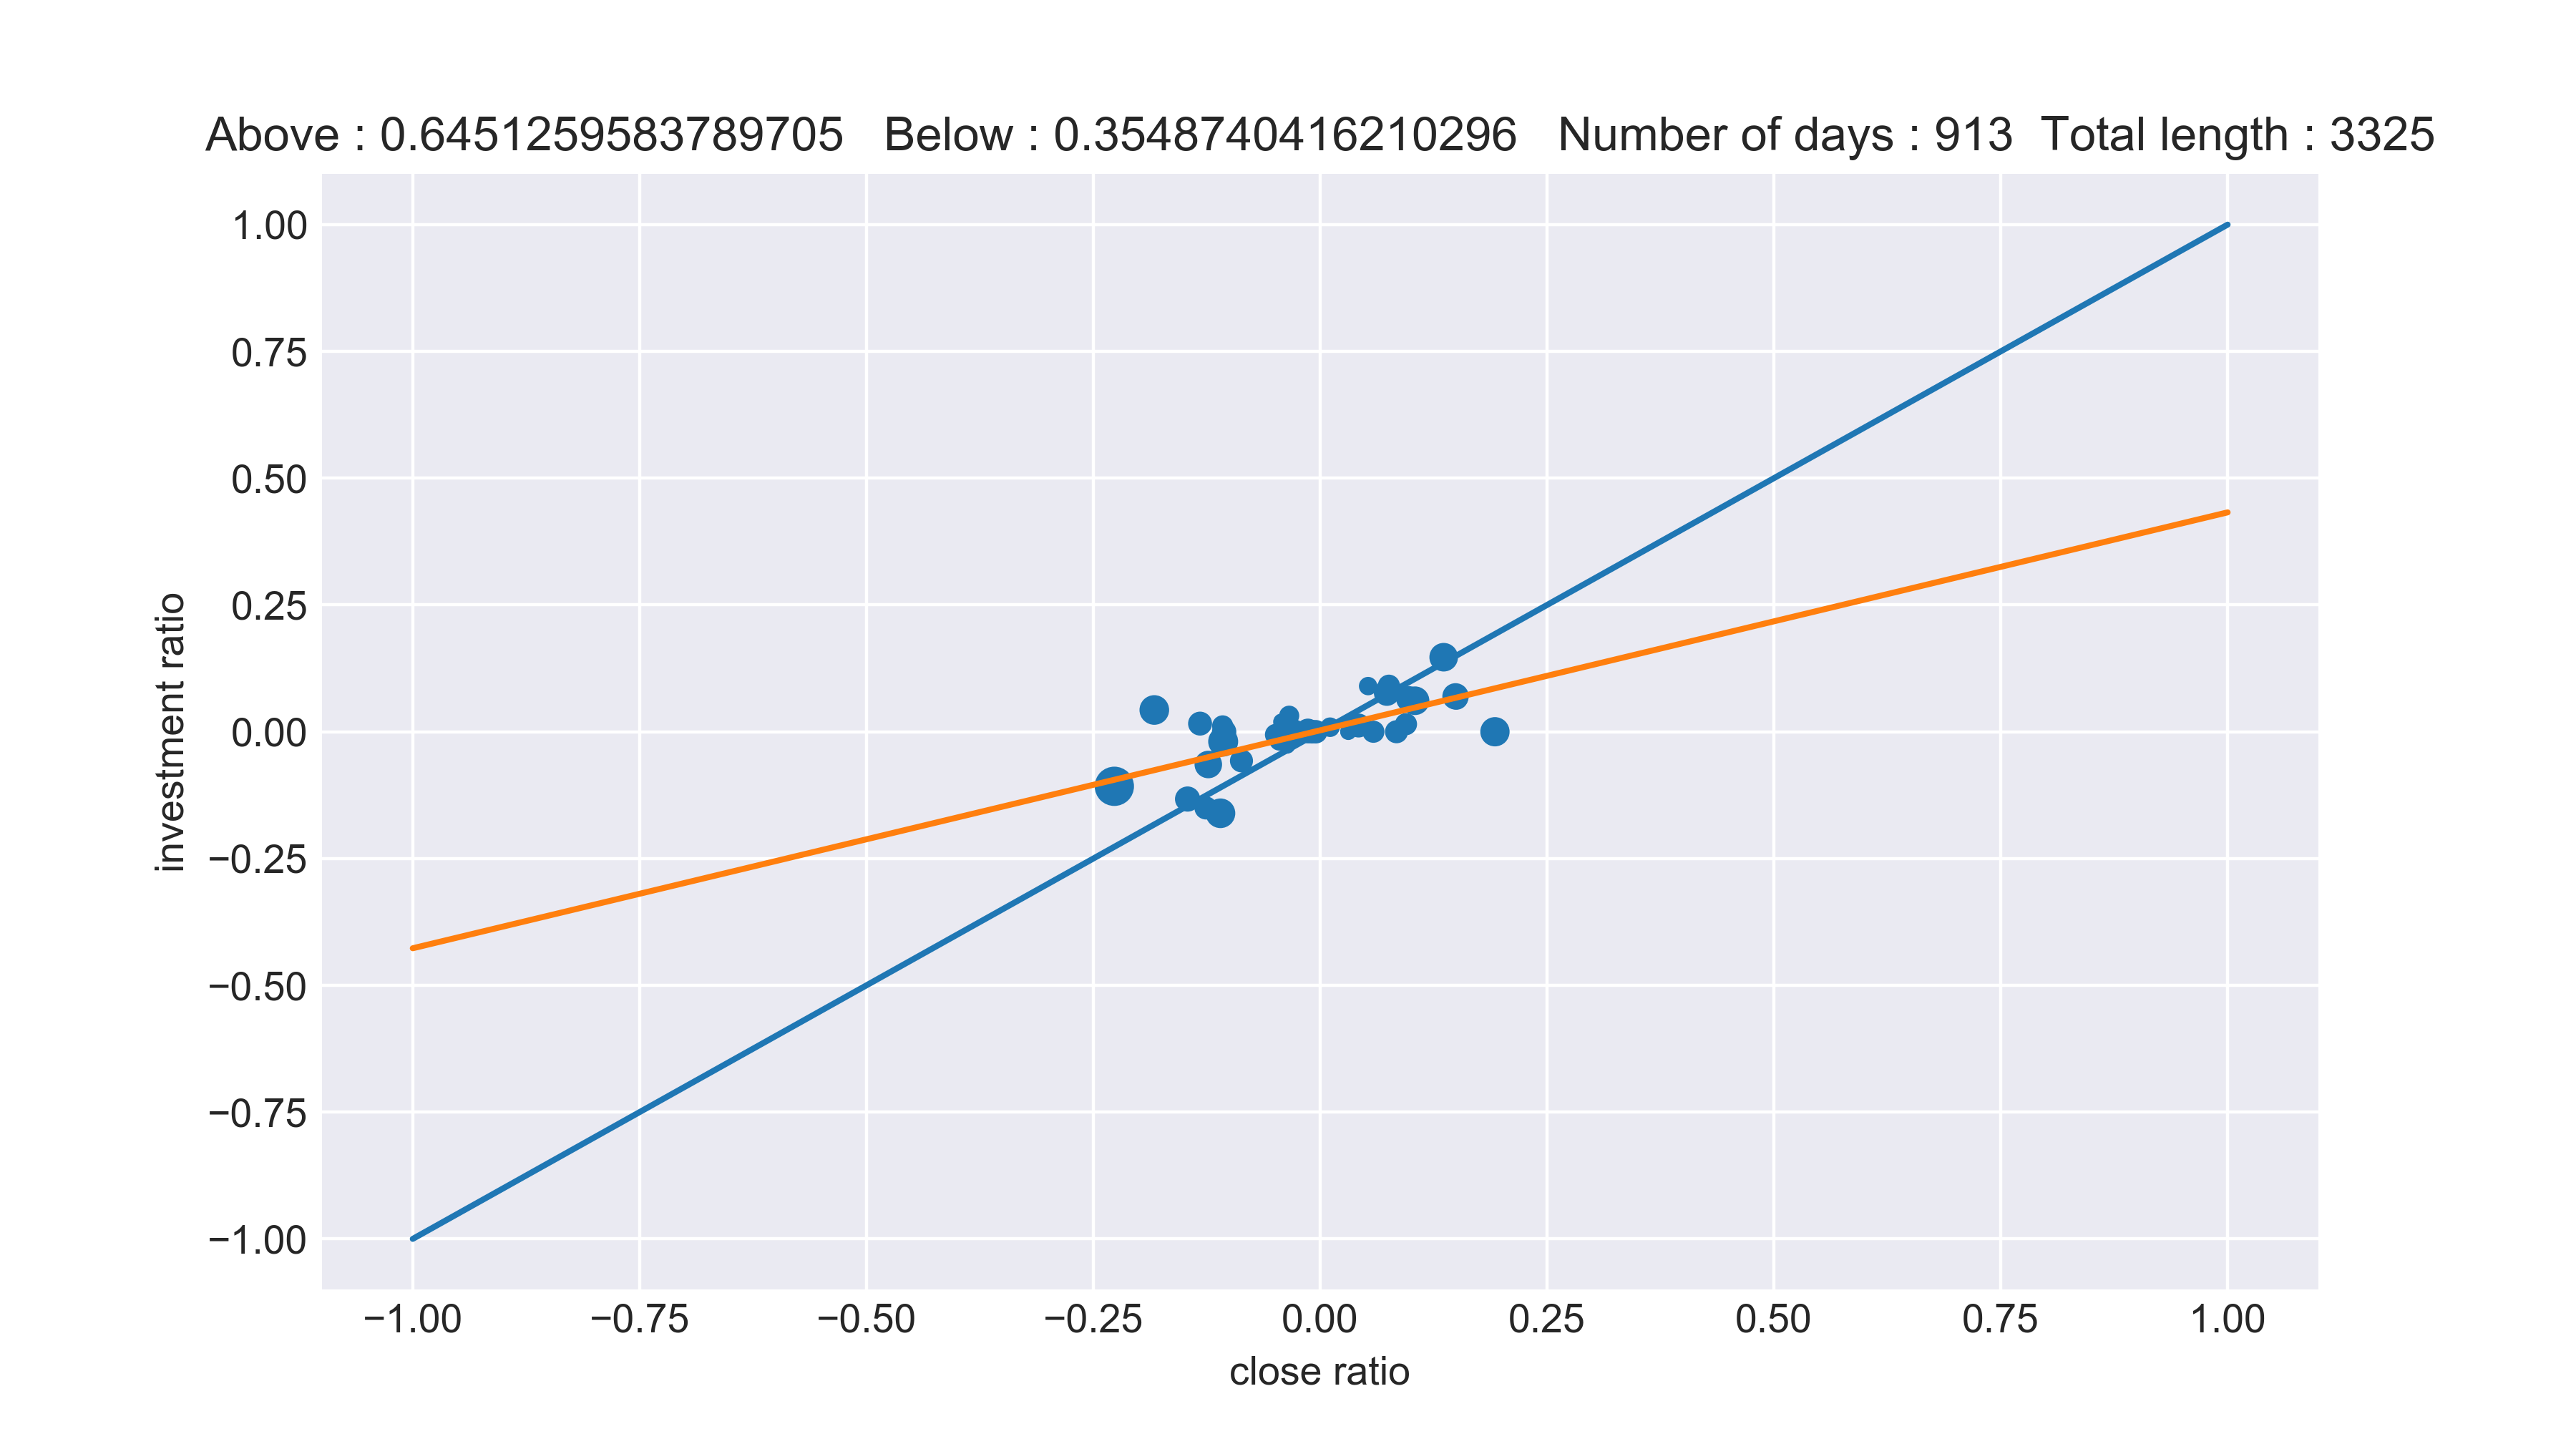 Above : 0.6451259583789705 Below : 0.3548740416210296 Number of days : 913 Total length : 3325
1.00
0.75
0.50
0.25
0.00
−0.25
−0.50
−0.75
−1.00
investment ratio
−1.00 −0.75 −0.50 −0.25 0.00 0.25 0.50 0.75 1.00
close ratio